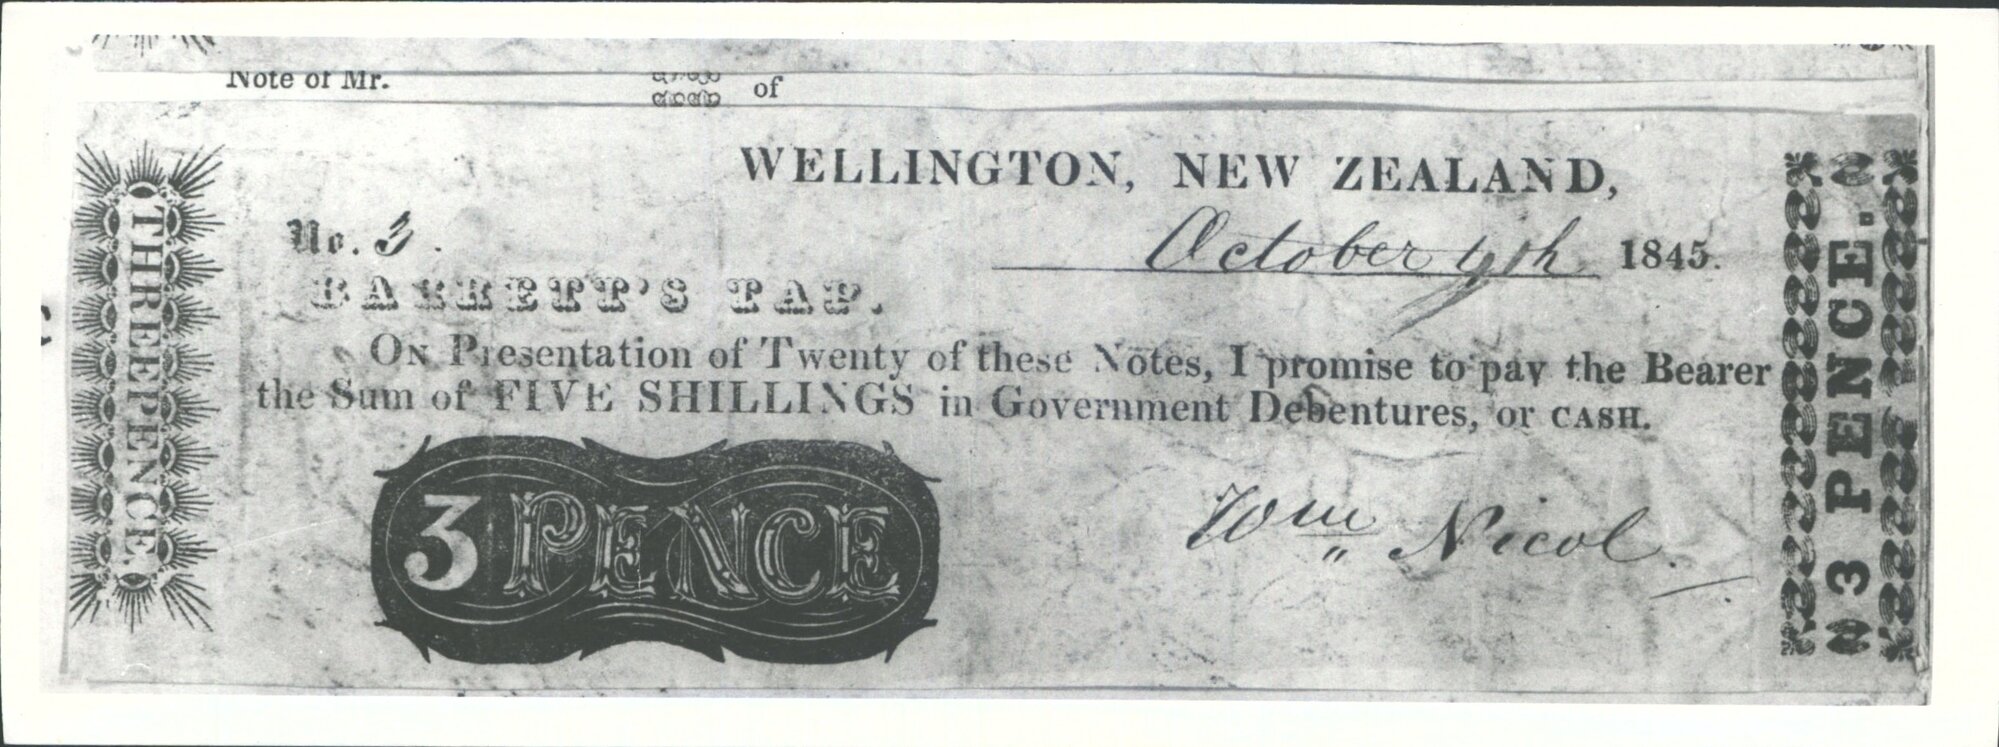 Note of Mr. of
WELLINGTON, NEW ZEALAND,
No. 3.
October 9th 1845.
BARRETT'S TAP.
ON Presentation of Twenty of these Notes, I promise to pay the Bearer
the Sum of FIVE SHILLINGS in Government Debentures, or CASH.
3 PENCE
Wm Nicol.
THREEPENCE.
3 PENCE.